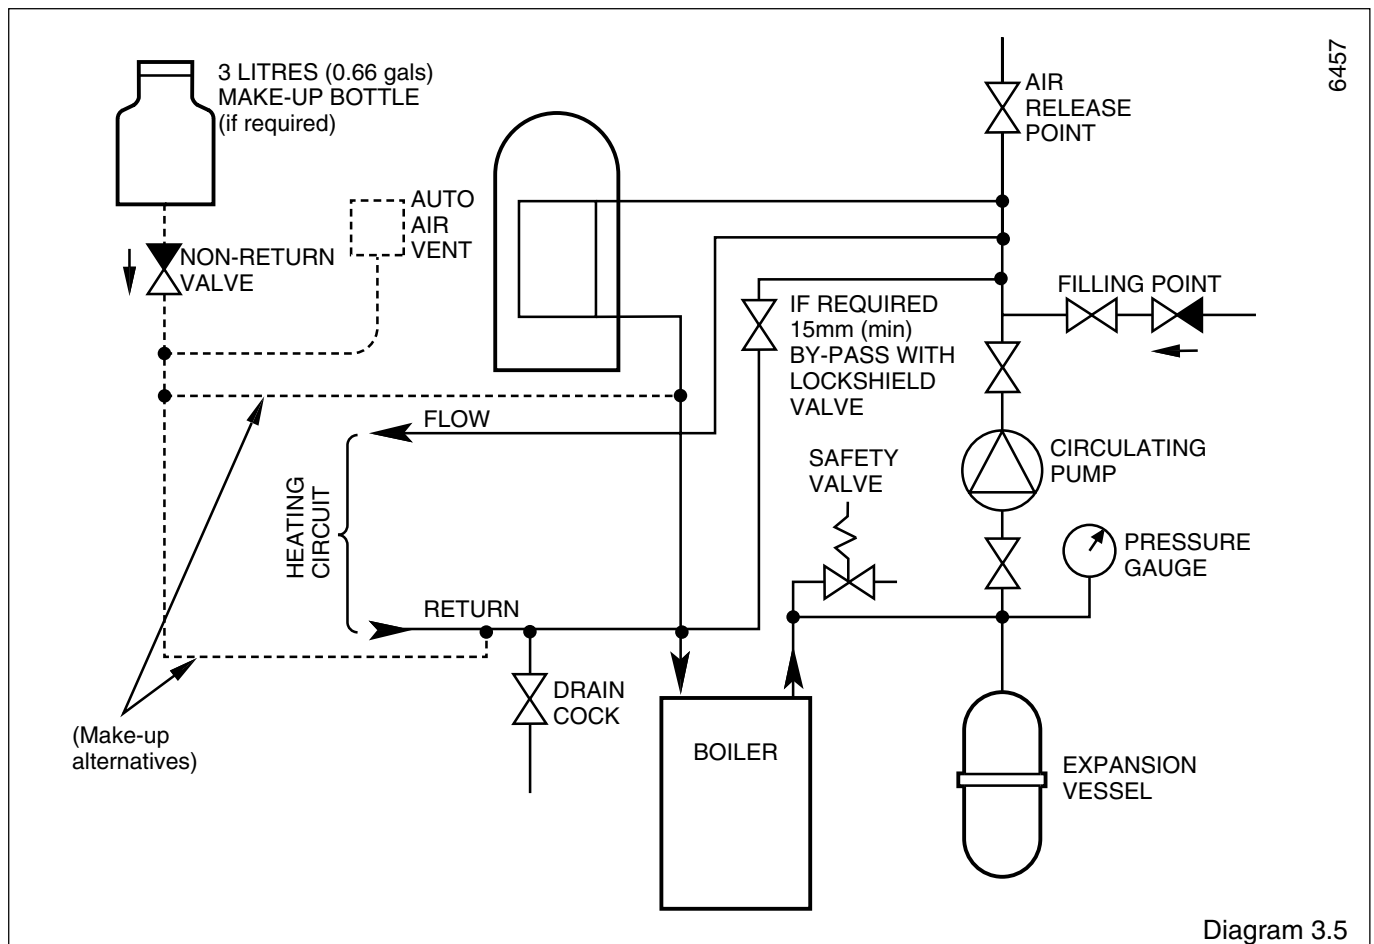 6457
3 LITRES (0.66 gals)
MAKE-UP BOTTLE
(if required)
AIR
RELEASE
POINT
AUTO
AIR
VENT
NON-RETURN
VALVE
FILLING POINT
IF REQUIRED
15mm (min)
BY-PASS WITH
LOCKSHIELD
VALVE
FLOW
SAFETY
VALVE
CIRCULATING
PUMP
HEATING
CIRCUIT
PRESSURE
GAUGE
RETURN
DRAIN
COCK
(Make-up
alternatives)
BOILER
EXPANSION
VESSEL
Diagram 3.5